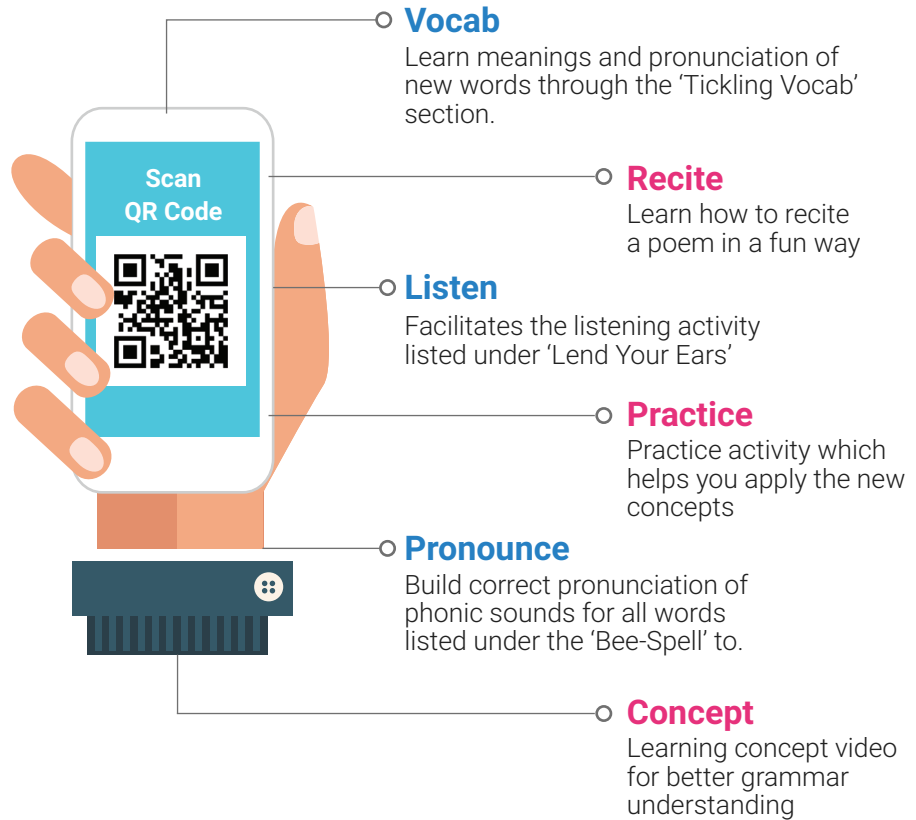 Vocab
Learn meanings and pronunciation of
new words through the ‘Tickling Vocab’
section.
Scan
QR Code
Recite
Learn how to recite
a poem in a fun way
Listen
Facilitates the listening activity
listed under ‘Lend Your Ears’
Practice
Practice activity which
helps you apply the new
concepts
Pronounce
Build correct pronunciation of
phonic sounds for all words
listed under the ‘Bee-Spell’ to.
Concept
Learning concept video
for better grammar
understanding